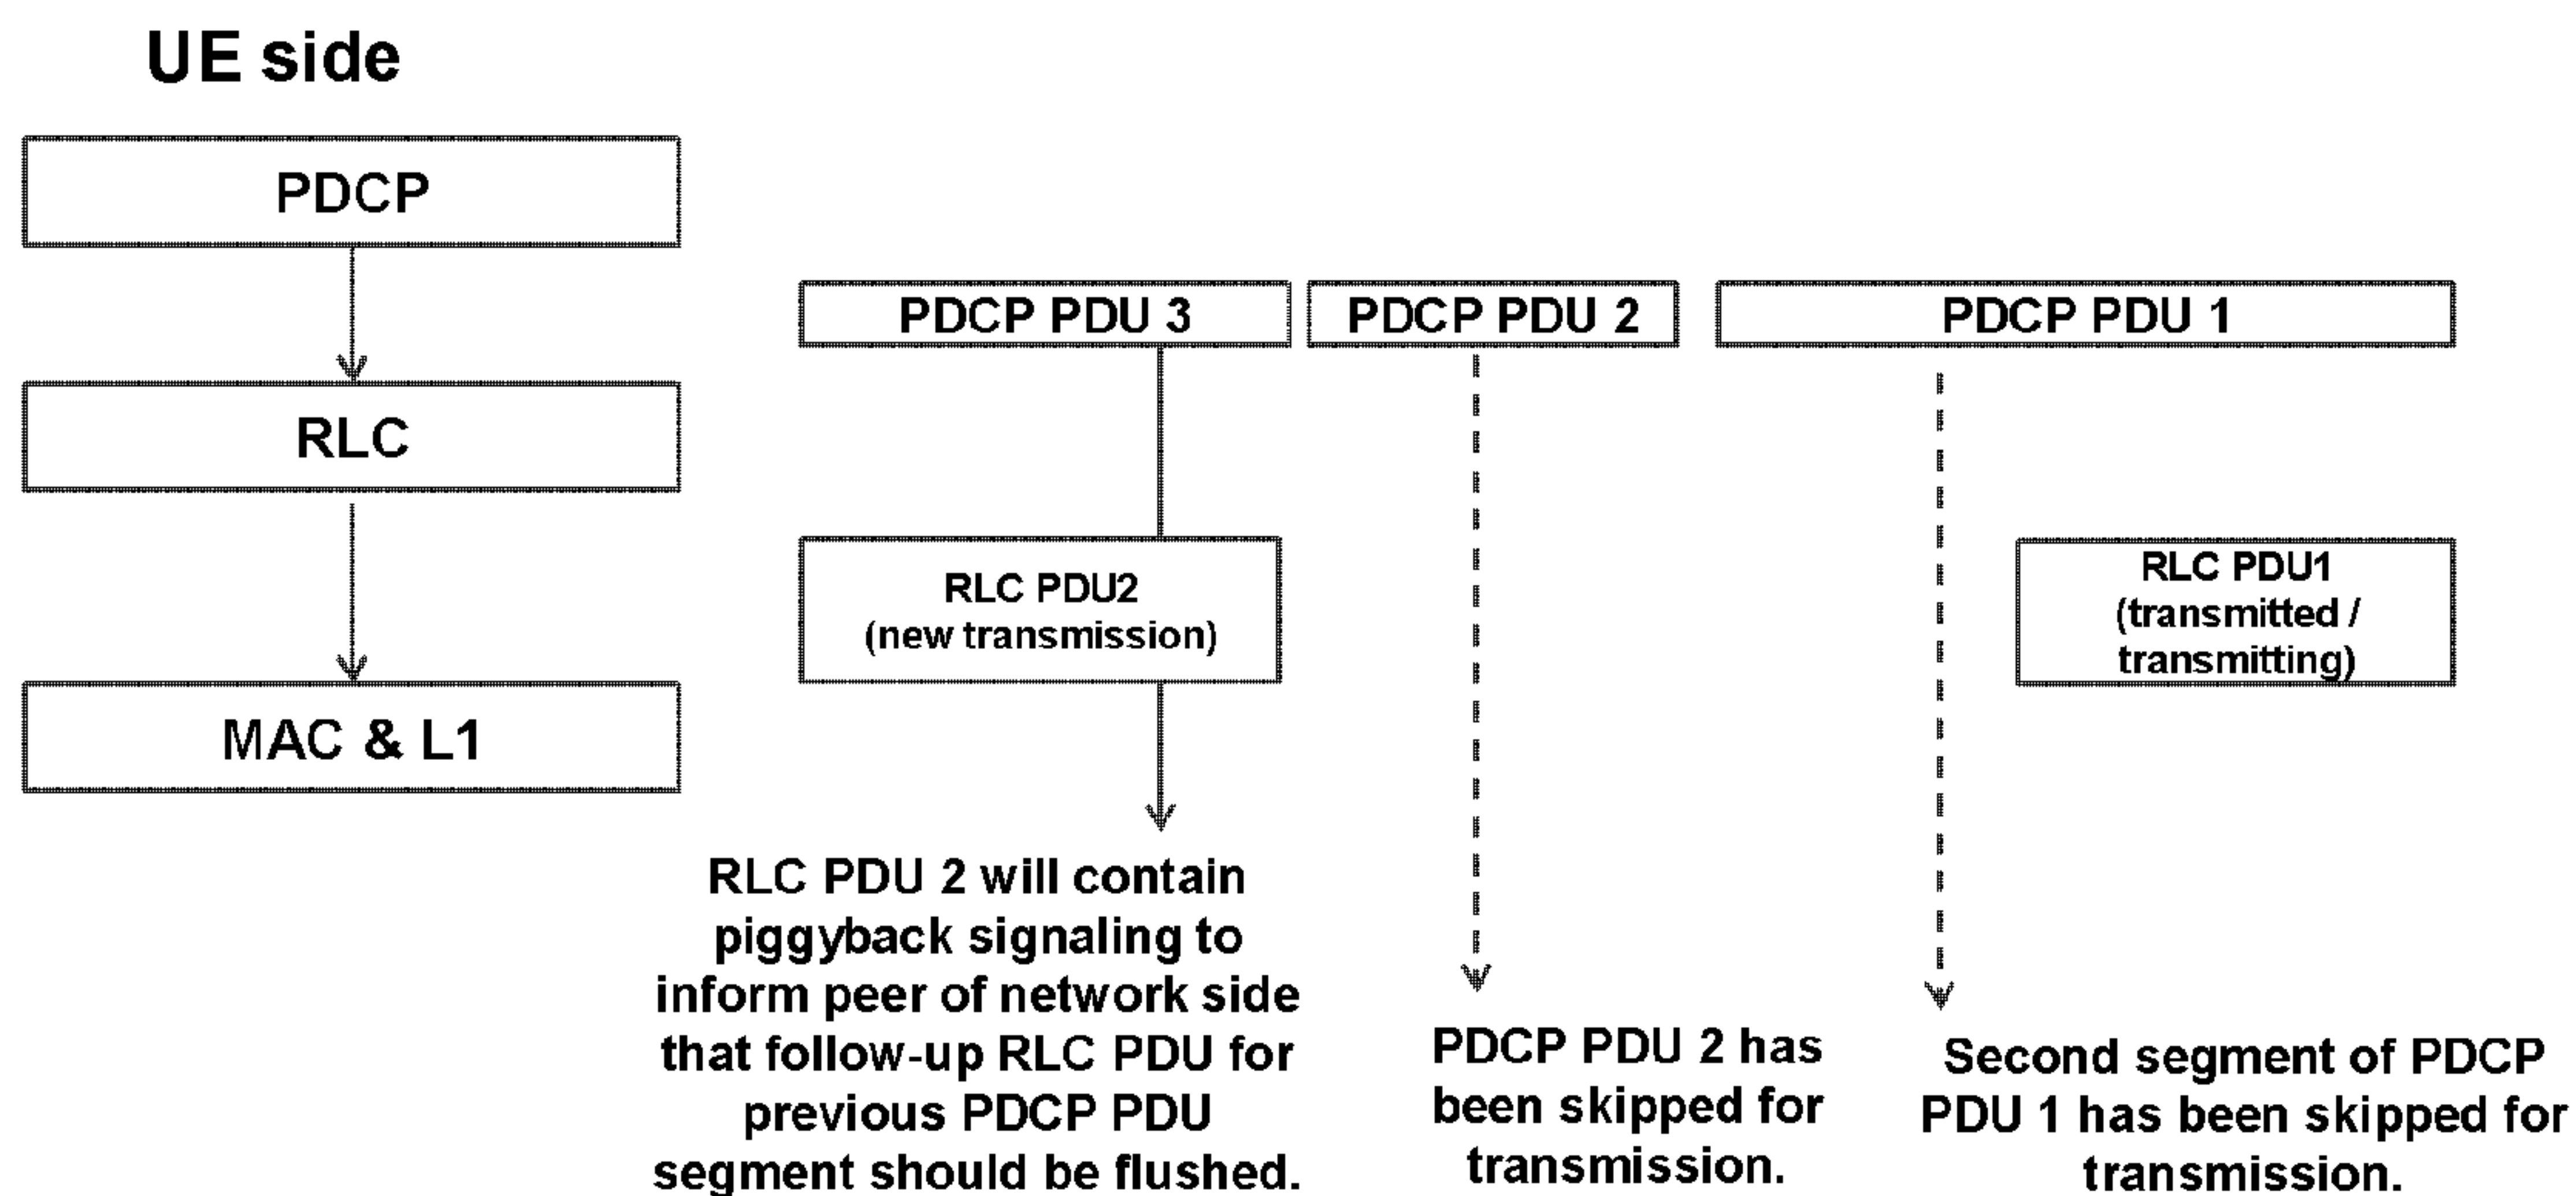 UE side
PDCP
RLC
MAC & L1
PDCP PDU 3
PDCP PDU 2
PDCP PDU 1
RLC PDU2
(new transmission)
RLC PDU1
(transmitted /
transmitting)
RLC PDU 2 will contain
piggyback signaling to
inform peer of network side
that follow-up RLC PDU for
previous PDCP PDU
segment should be flushed.
PDCP PDU 2 has
been skipped for
transmission.
Second segment of PDCP
PDU 1 has been skipped for
transmission.